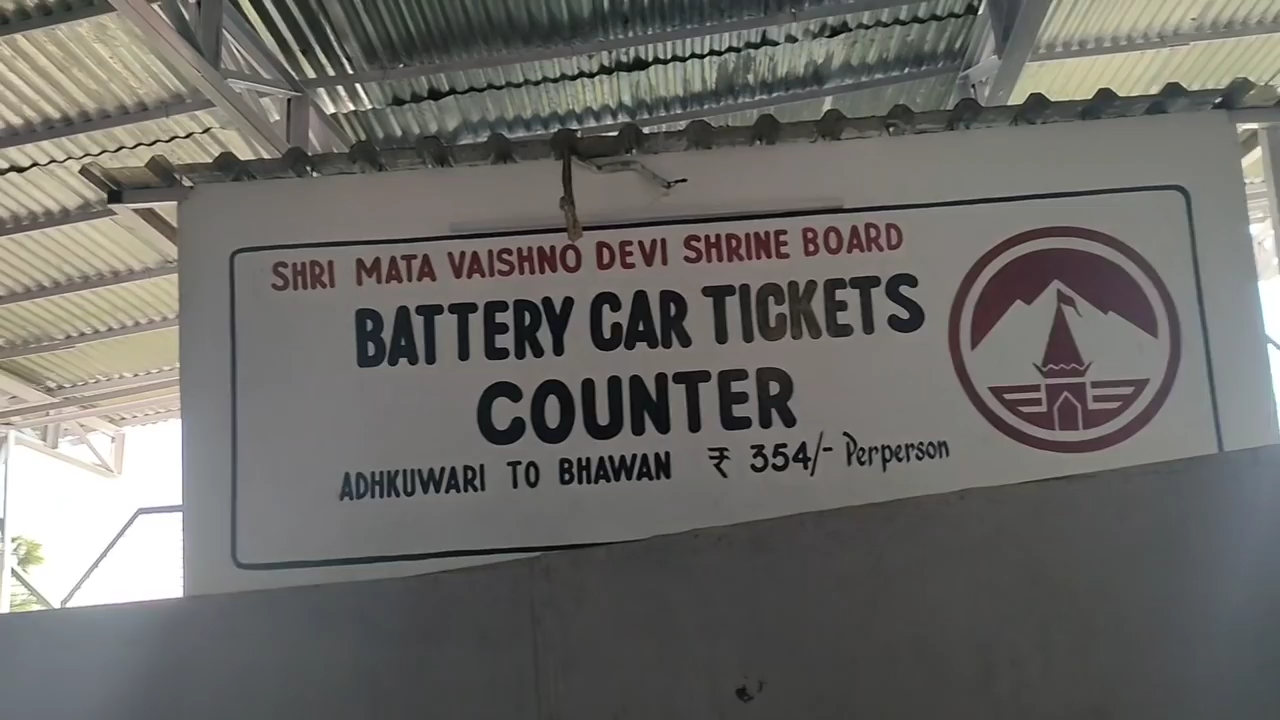 SHRI MATA VAISHNO DEVI SHRINE BOARD
BATTERY CAR TICKETS
COUNTER
ADHKUWARI TO BHAWAN ₹ 354/- Perperson